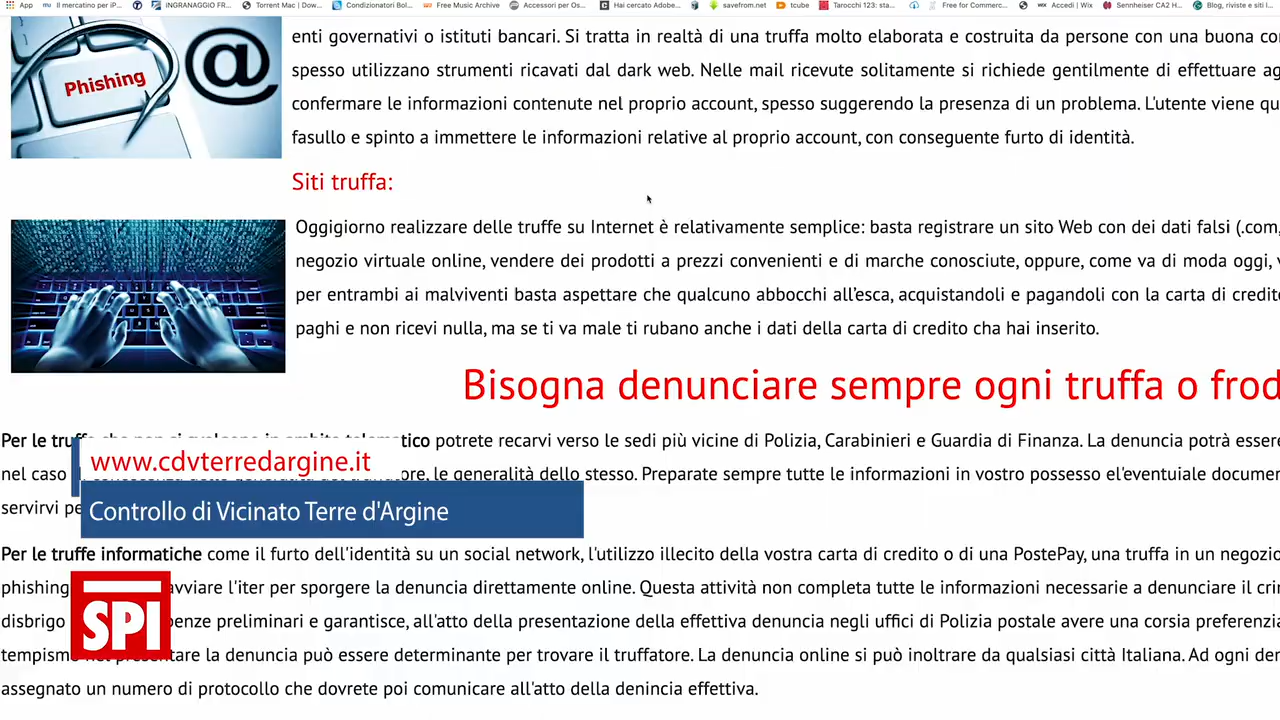 App
Il mercatino per iP...
iNGRANAGGIO FR...
Torrent Mac | Dow...
Condizionatori Bol...
Free Music Archive
Accessori per Os...
Hai cercato Adobe...
savefrom.net
tcube
Tarocchi 123: sta...
Free for Commerc...
Accedi | Wix
Sennheiser CA2 H...
Blog, riviste e siti l...
Phishing
@
enti governativi o istituti bancari. Si tratta in realtà di una truffa molto elaborata e costruita da persone con una buona
spesso utilizzano strumenti ricavati dal dark web. Nelle mail ricevute solitamente si richiede gentilmente di effettuare
confermare le informazioni contenute nel proprio account, spesso suggerendo la presenza di un problema. L'utente viene
fasullo e spinto a immettere le informazioni relative al proprio account, con conseguente furto di identità.
Siti truffa:
Oggigiorno realizzare delle truffe su Internet è relativamente semplice: basta registrare un sito Web con dei dati falsi (.com,
negozio virtuale online, vendere dei prodotti a prezzi convenienti e di marche conosciute, oppure, come va di moda oggi,
per entrambi ai malviventi basta aspettare che qualcuno abbocchi all'esca, acquistandoli e pagandoli con la carta di
paghi e non ricevi nulla, ma se ti va male ti rubano anche i dati della carta di credito cha hai inserito.
Bisogna denunciare sempre ogni truffa o
Per le potrete recarvi verso le sedi più vicine di Polizia, Carabinieri e Guardia di Finanza. La denuncia potrà
nel caso le generalità dello stesso. Preparate sempre tutte le informazioni in vostro possesso el'eventuiale
servirvi
www.cdvterredargine.it
Controllo di Vicinato Terre d'Argine
Per le truffe informatiche come il furto dell'identità su un social network, l'utilizzo illecito della vostra carta di credito o di una PostePay, una truffa in un
phishing avviare l'iter per sporgere la denuncia direttamente online. Questa attività non completa tutte le informazioni necessarie a denunciare il
disbrigo preliminari e garantisce, all'atto della presentazione della effettiva denuncia negli uffici di Polizia postale avere una corsia
la denuncia può essere determinante per trovare il truffatore. La denuncia online si può inoltrare da qualsiasi città Italiana. Ad ogni
assegnato un numero di protocollo che dovrete poi comunicare all'atto della denincia effettiva.
SPI